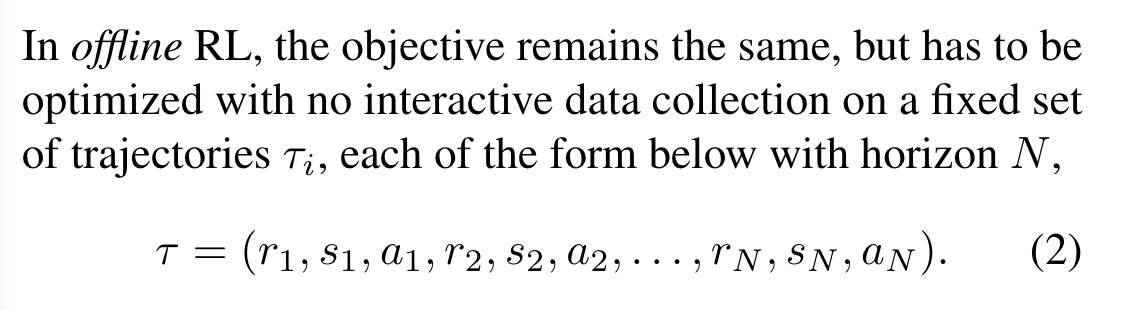 In offline RL, the objective remains the same, but has to be
optimized with no interactive data collection on a fixed set
of trajectories τᵢ, each of the form below with horizon N,
τ = (r₁, s₁, a₁, r₂, s₂, a₂, . . . , r_N, s_N, a_N). (2)